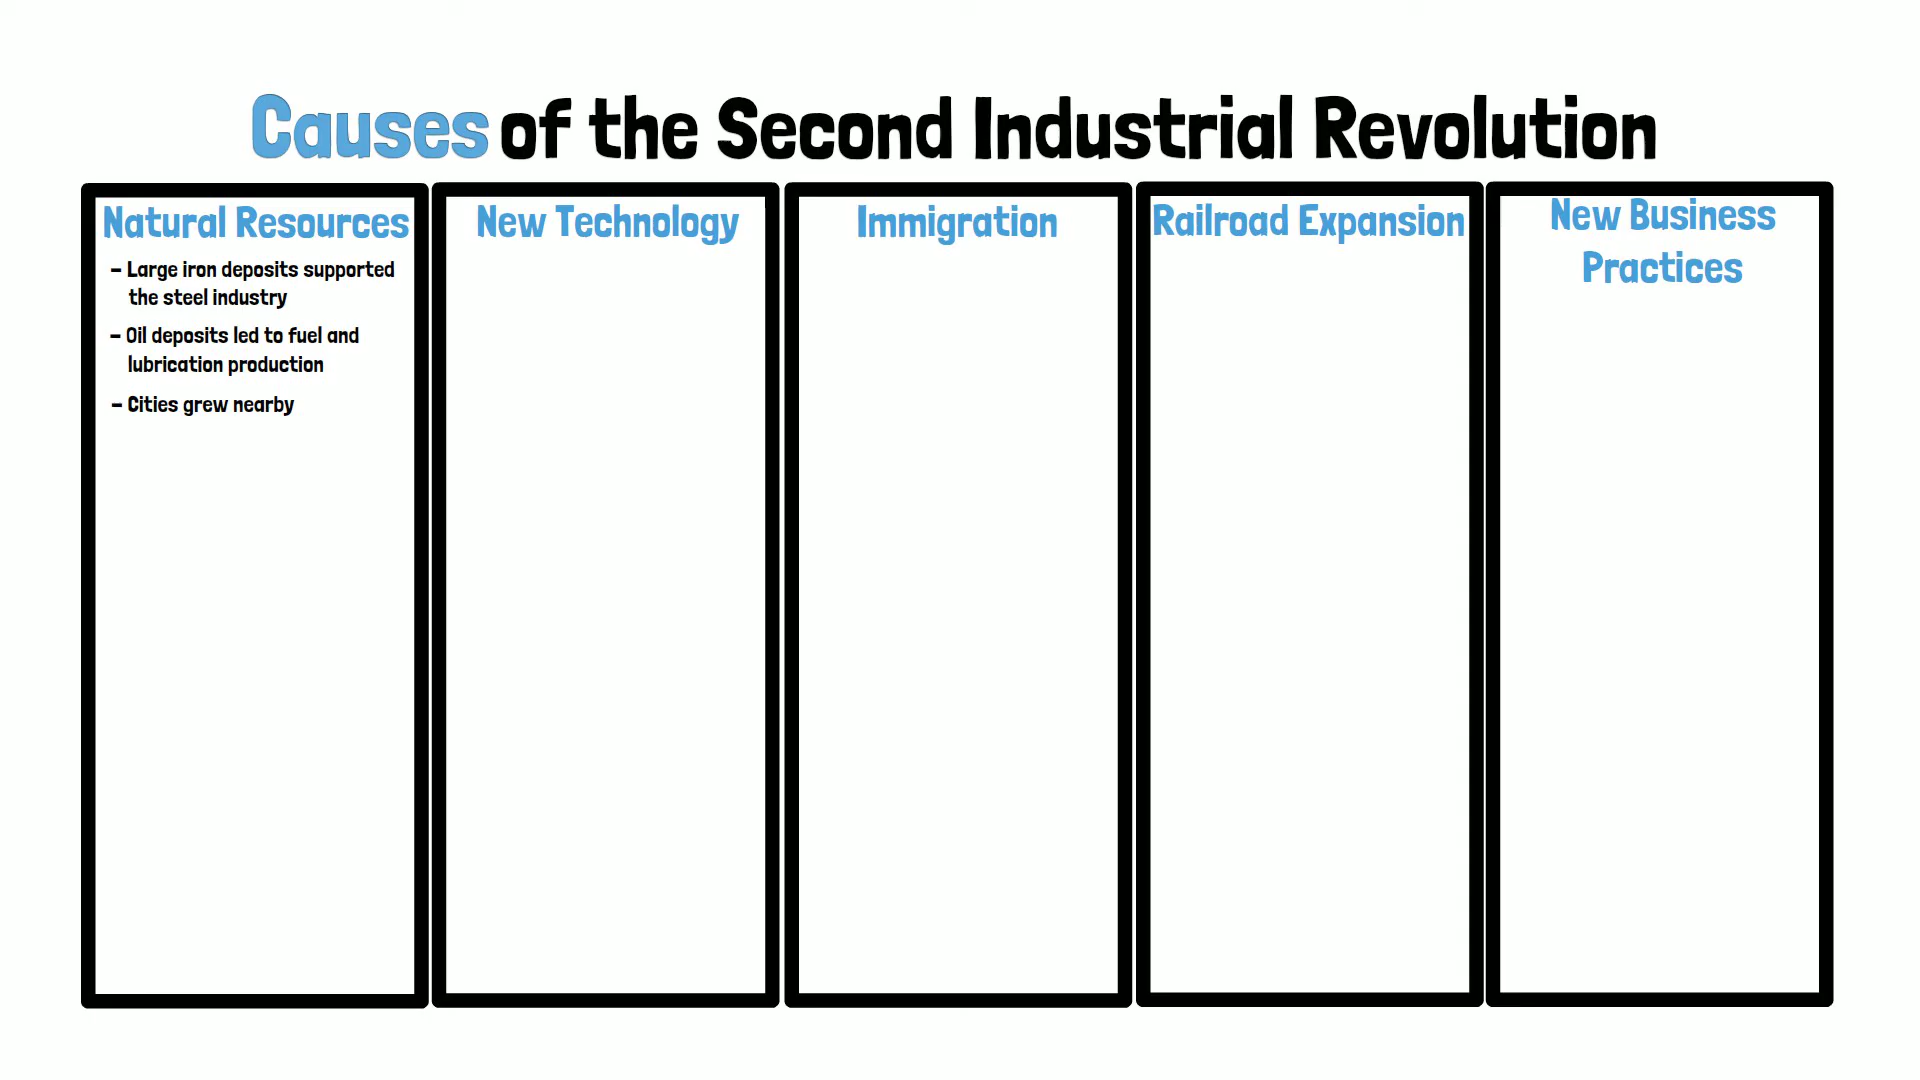 Causes of the Second Industrial Revolution
Natural Resources
– Large iron deposits supported
the steel industry
– Oil deposits led to fuel and
lubrication production
– Cities grew nearby
New Technology
Immigration
Railroad Expansion
New Business
Practices